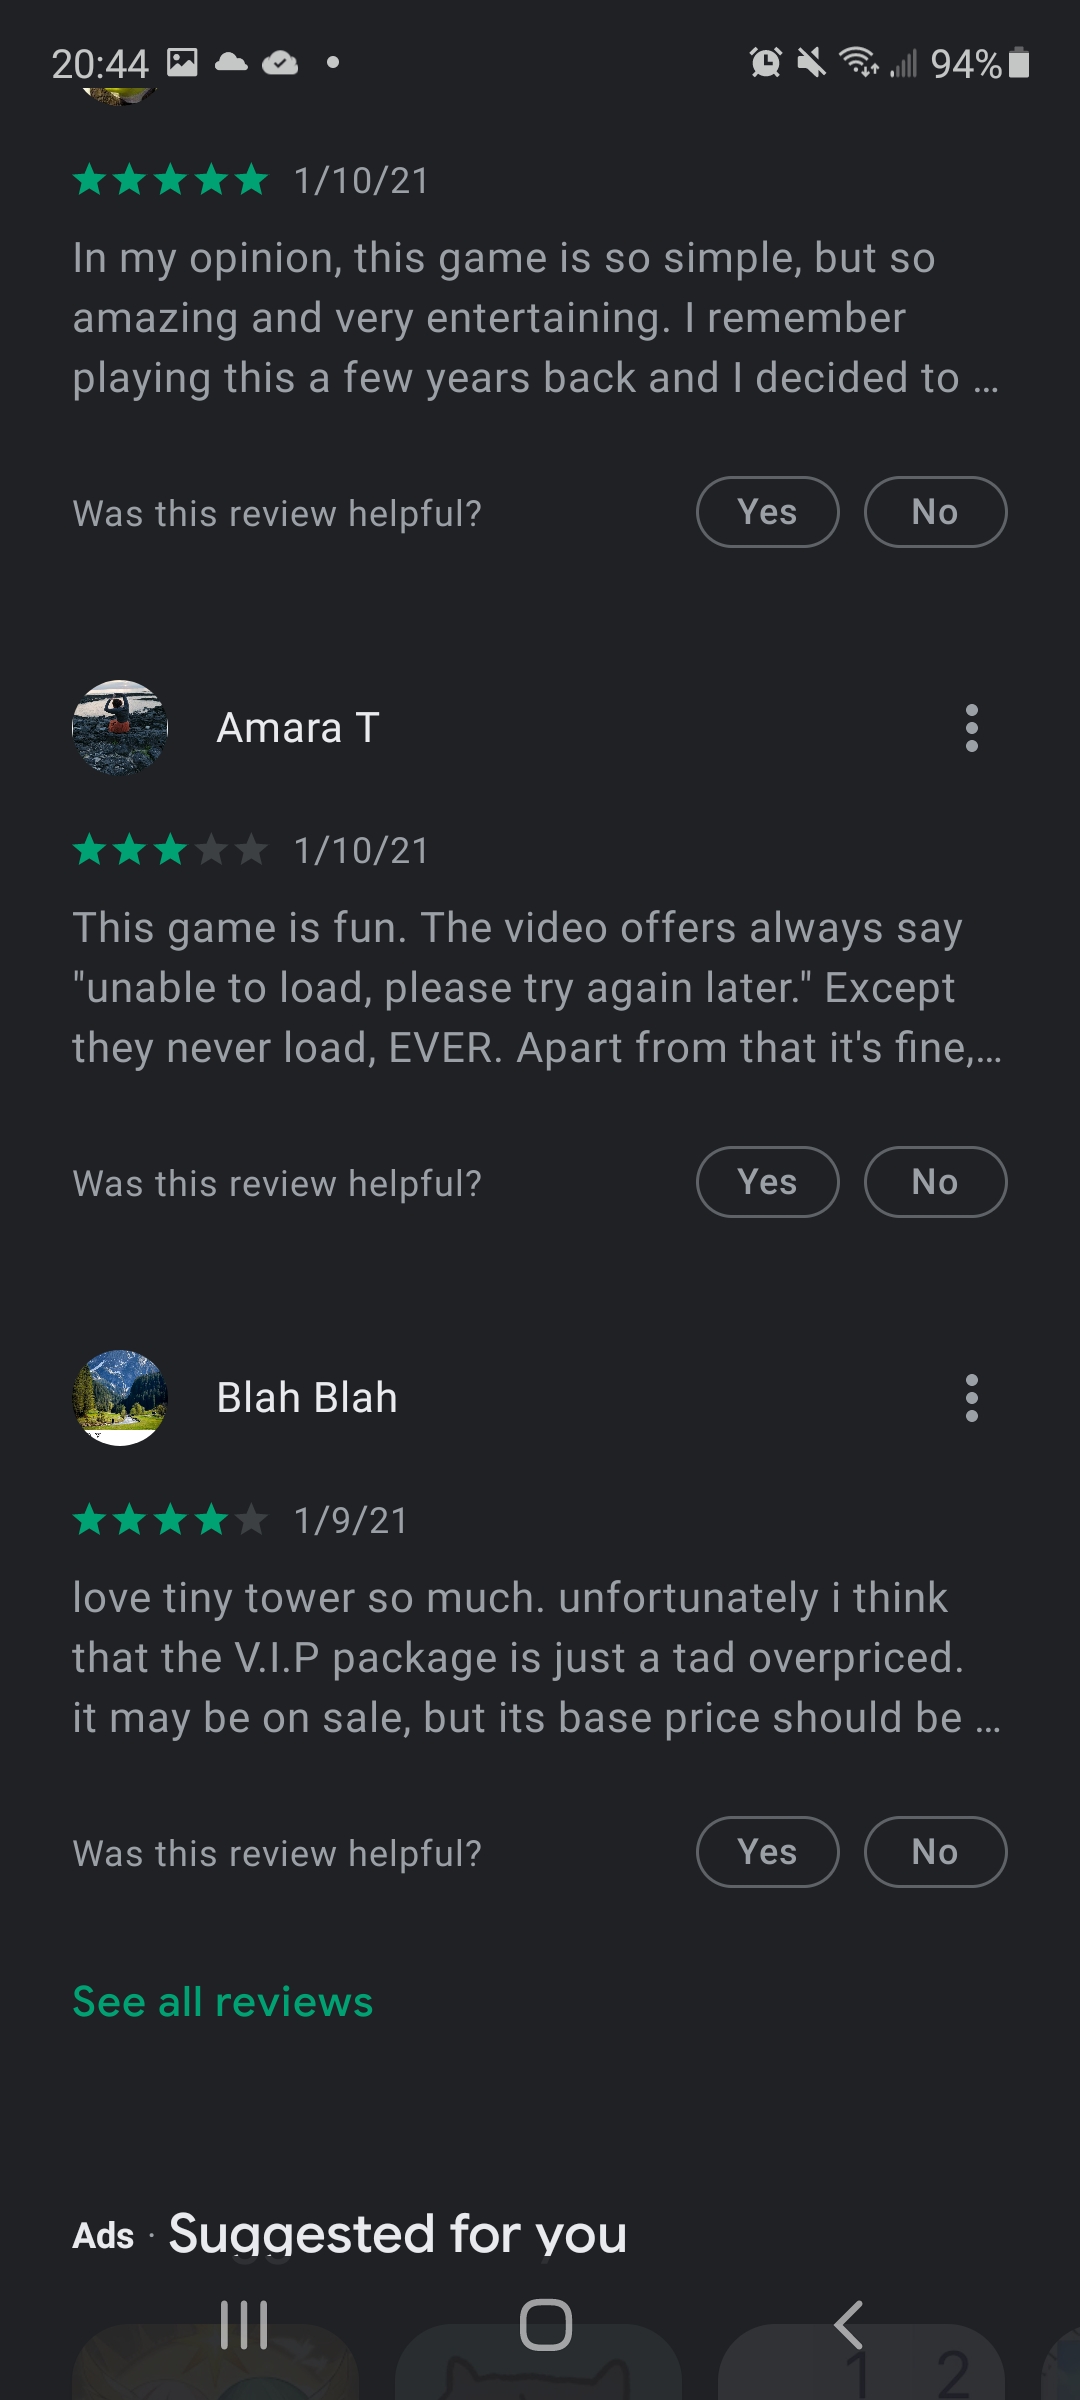 20:44
94%
1/10/21
In my opinion, this game is so simple, but so
amazing and very entertaining. I remember
playing this a few years back and I decided to ...
Was this review helpful?
Yes
No
Amara T
1/10/21
This game is fun. The video offers always say
"unable to load, please try again later." Except
they never load, EVER. Apart from that it's fine,...
Was this review helpful?
Yes
No
Blah Blah
1/9/21
love tiny tower so much. unfortunately i think
that the V.I.P package is just a tad overpriced.
it may be on sale, but its base price should be ...
Was this review helpful?
Yes
No
See all reviews
Ads · Suggested for you
1 2